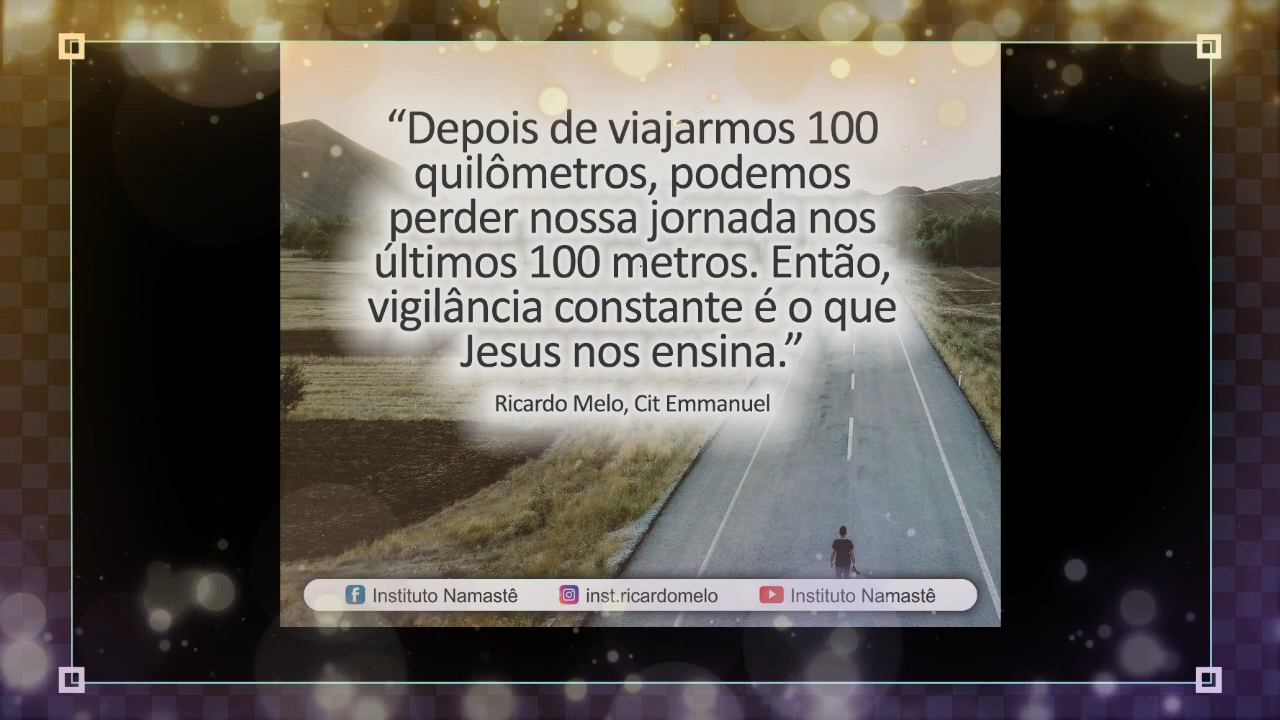 “Depois de viajarmos 100
quilômetros, podemos
perder nossa jornada nos
últimos 100 metros. Então,
vigilância constante é o que
Jesus nos ensina.”
Ricardo Melo, Cit Emmanuel
Instituto Namastê inst.ricardomelo Instituto Namastê